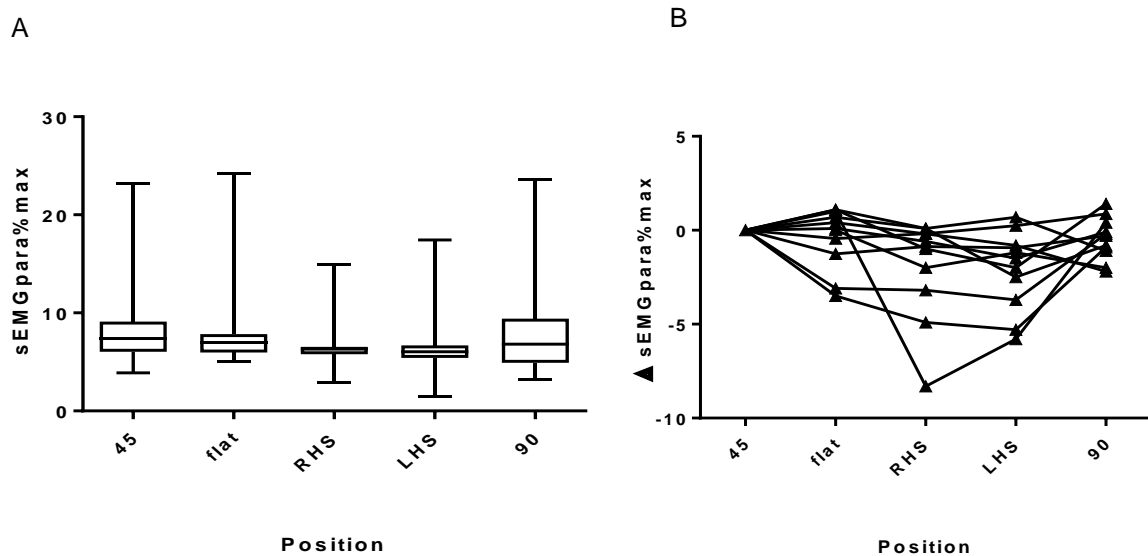 A
sEMGpara%max
30
20
10
0
45
flat
RHS
LHS
90
Position
B
▲ sEMGpara%max
5
0
-5
-10
45
flat
RHS
LHS
90
Position